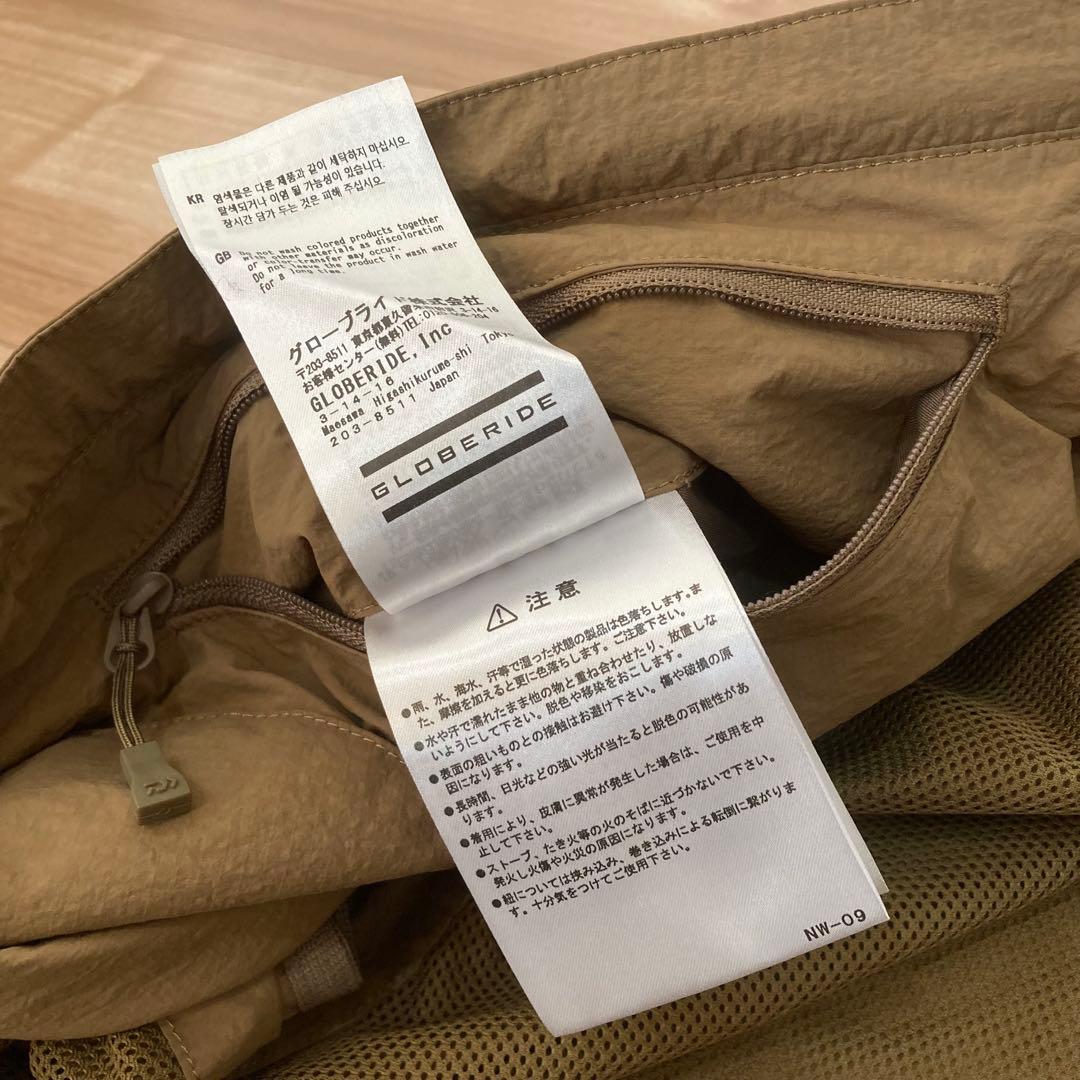 KR 염색물은 다른 제품과 같이 세탁하지 마십시오
탈색되거나 이염 될 가능성이 있습니다.
장시간 담가 두는 것은 피해 주십시오
GB Do not wash colored products together
with other materials as discoloration
or color-transfer may occur.
Do not leave the product in wash water
for a long time.
グローブライ 株式会社
〒203-8511 東京都東久留 3-14-16
お客様センター(無料)TEL:01
GLOBERIDE, Inc
3-14-16
Maesawa Higashikurume-shi Tokyo
203-8511 Japan
GLOBERIDE
注意
●雨、水、海水、汗等で湿った状態の製品は色落ちします。ま
た、摩擦を加えると更に色落ちします。ご注意下さい。
●水や汗で濡れたまま他の物と重ね合わせたり、放置しな
いようにして下さい。脱色や移染をおこします。
●表面の粗いものとの接触はお避け下さい。傷や破損の原
因になります。
●長時間、日光などの強い光が当たると脱色の可能性があ
ります。
●着用により、皮膚に異常が発生した場合は、ご使用を中
止して下さい。
●ストーブ、たき火等の火のそばに近づかないで下さい。
発火し火傷や火災の原因になります。
●紐については挟み込み、巻き込みによる転倒に繋がりま
す。十分気をつけてご使用下さい。
NW-09